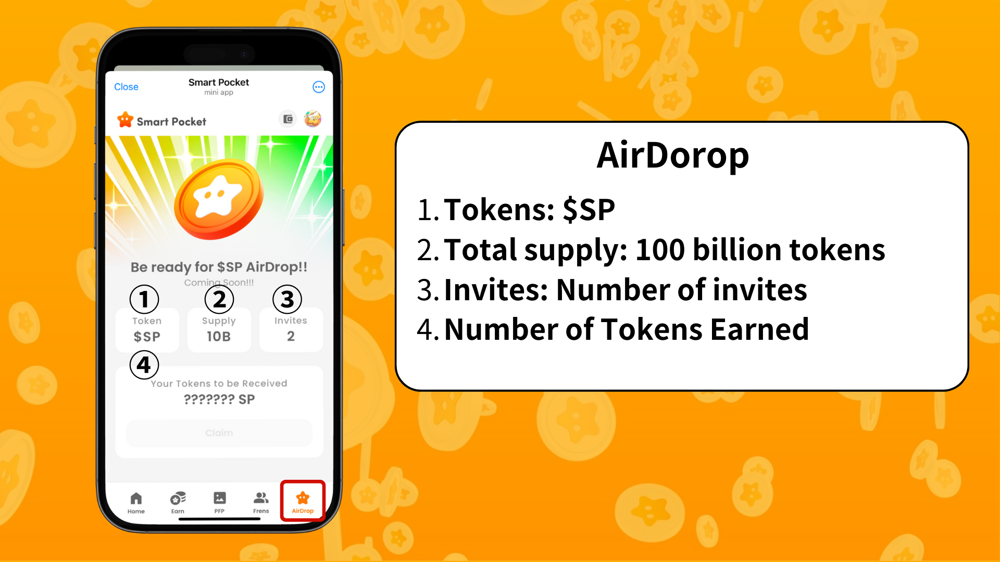 Close
Smart Pocket
mini app
Smart Pocket
Be ready for $SP AirDrop!!
Coming Soon!!!
① ② ③
Token Supply Invites
$SP 10B 2
④
Your Tokens to be Received
??????? SP
Claim
Home Earn PFP Frens AirDrop
AirDorop
1. Tokens: $SP
2. Total supply: 100 billion tokens
3. Invites: Number of invites
4. Number of Tokens Earned